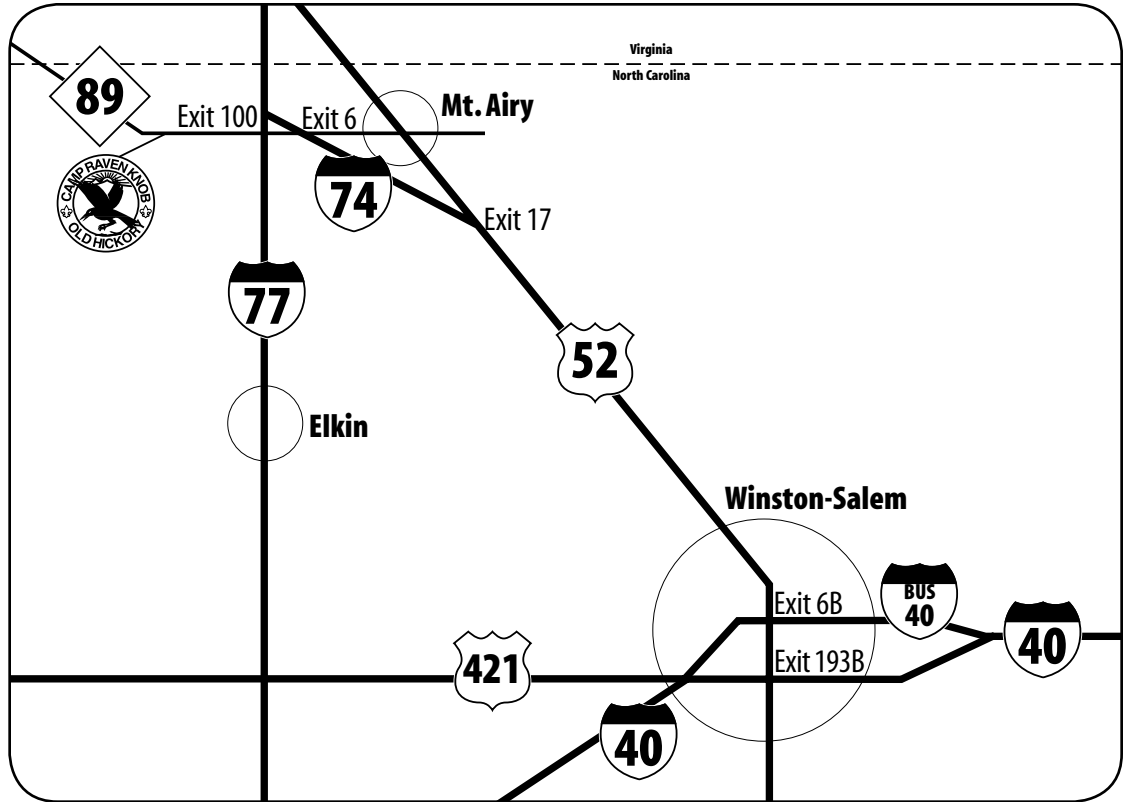 Virginia
North Carolina
89
Exit 100
Exit 6
Mt. Airy
CAMP RAVEN KNOB
OLD HICKORY
74
Exit 17
77
52
Elkin
Winston-Salem
BUS
40
Exit 6B
40
Exit 193B
421
40